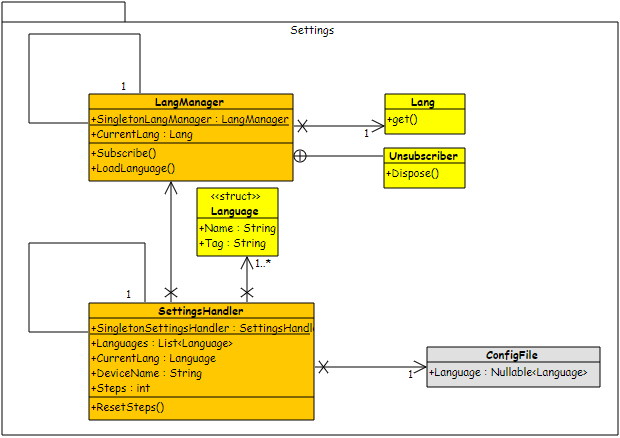 Settings
1
LangManager
+SingletonLangManager : LangManager
+CurrentLang : Lang
+Subscribe()
+LoadLanguage()
Lang
+get()
1
Unsubscriber
+Dispose()
<<struct>>
Language
+Name : String
+Tag : String
1..*
1
SettingsHandler
+SingletonSettingsHandler : SettingsHandl
+Languages : List<Language>
+CurrentLang : Language
+DeviceName : String
+Steps : int
+ResetSteps()
1
ConfigFile
+Language : Nullable<Language>